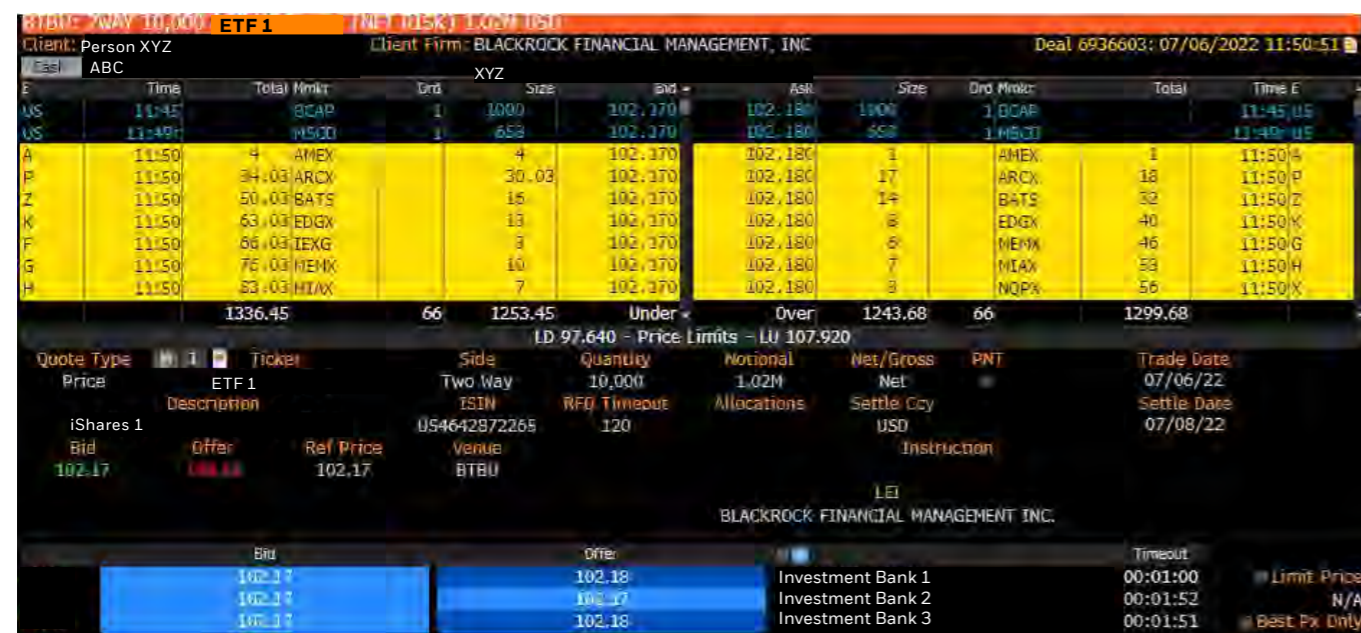 BTBU: 2WAY 10,000 ETF 1 (NET RISK) 1.02M USD
Client: Person XYZ Client Firm: BLACKROCK FINANCIAL MANAGEMENT, INC Deal 6936603: 07/06/2022 11:50:51
ABC
XYZ
E Time Total Mmkr Ord Size Bid Ask Size Ord Mmkr Total Time E
US 11:45 BCAP 1 1000 102.170 102.180 1000 1 BCAP 11:45 US
US 11:49 MSCO 1 653 102.170 102.180 653 1 MSCO 11:49 US
A 11:50 4 AMEX 4 102.170 102.180 1 AMEX 1 11:50 A
P 11:50 34.03 ARCX 30.03 102.170 102.180 17 ARCX 18 11:50 P
Z 11:50 50.03 BATS 16 102.170 102.180 14 BATS 32 11:50 Z
K 11:50 63.03 EDGX 13 102.170 102.180 8 EDGX 40 11:50 K
F 11:50 66.03 IEXG 3 102.170 102.180 6 MEMX 46 11:50 G
G 11:50 76.03 MEMX 10 102.170 102.180 7 MIAX 53 11:50 H
H 11:50 83.03 MIAX 7 102.170 102.180 3 NQPX 56 11:50 X
1336.45 66 1253.45 Under Over 1243.68 66 1299.68
LD 97.640 - Price Limits - LU 107.920
Quote Type 1 Ticker Side Quantity Notional Net/Gross PNT Trade Date
Price ETF 1 Two Way 10,000 1.02M Net 07/06/22
Description ISIN RFQ Timeout Allocations Settle Ccy Settle Date
iShares 1 US4642872265 120 USD 07/08/22
Bid Offer Ref Price Venue Instruction
102.17 102.17 BTBU
LEI
BLACKROCK FINANCIAL MANAGEMENT INC.
Bid Offer Timeout
102.17 102.18 Investment Bank 1 00:01:00 Limit Price
102.17 102.17 Investment Bank 2 00:01:52 N/A
102.17 102.18 Investment Bank 3 00:01:51 Best Px Only